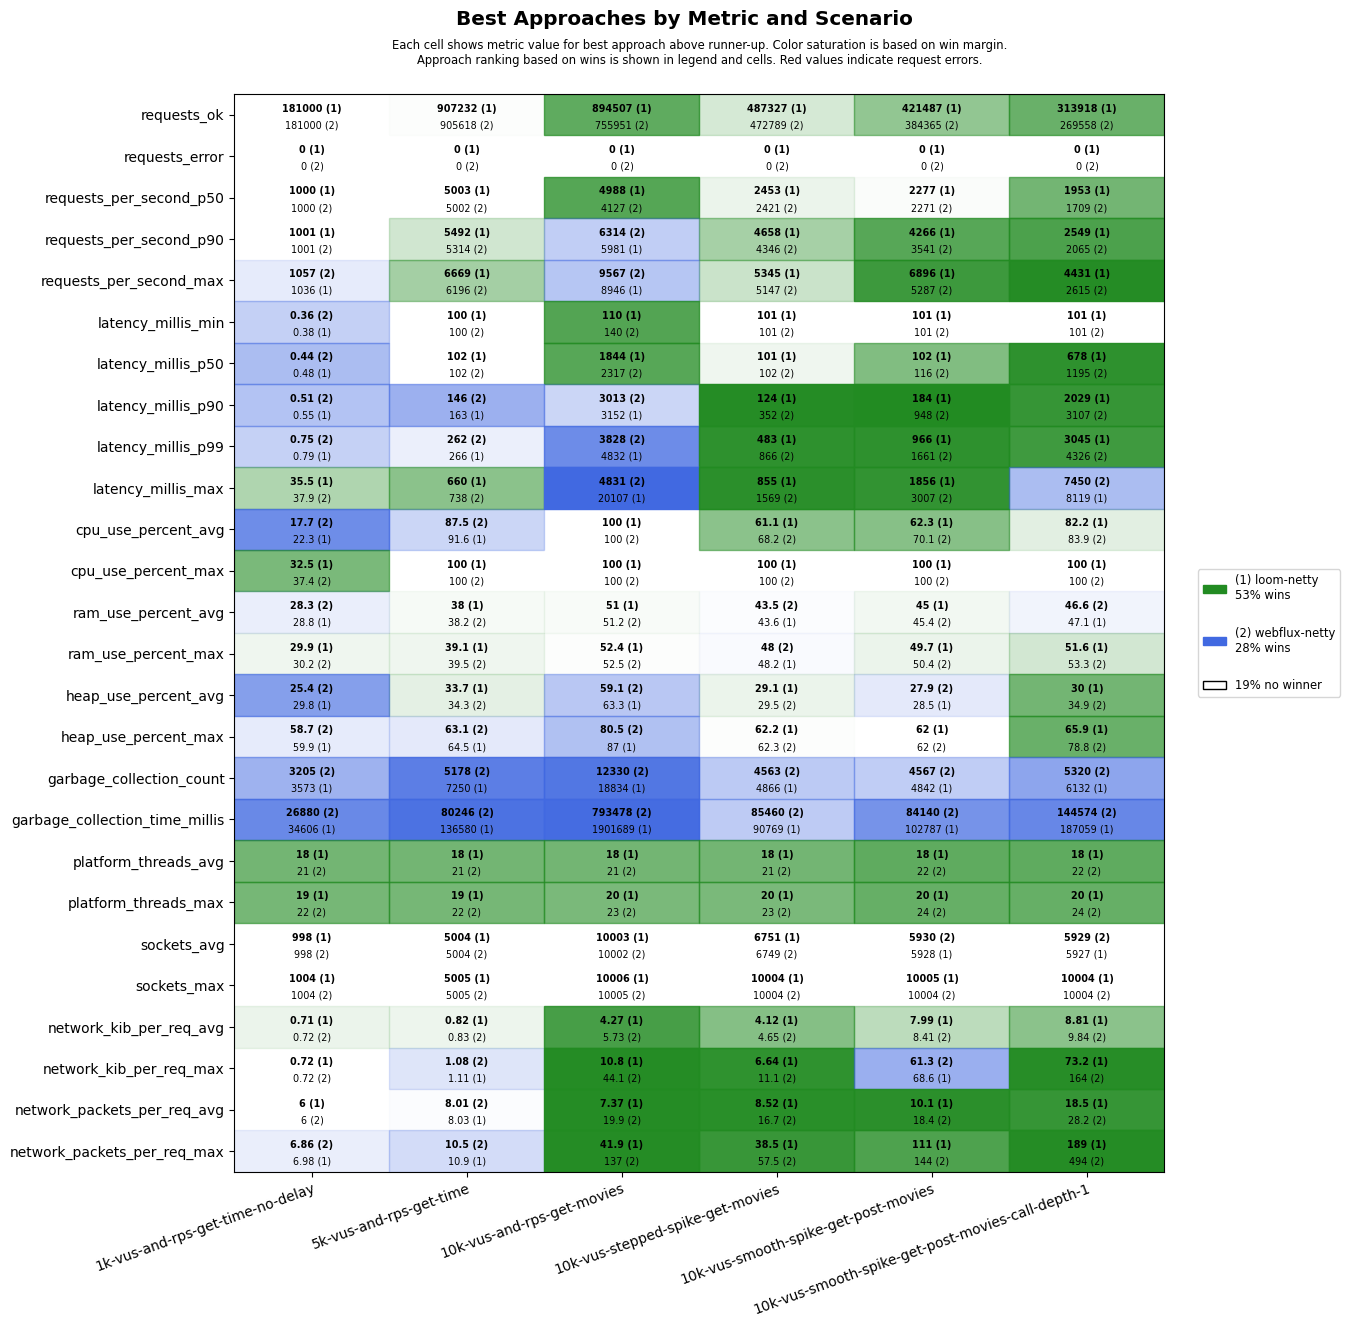 Best Approaches by Metric and Scenario
Each cell shows metric value for best approach above runner-up. Color saturation is based on win margin.
Approach ranking based on wins is shown in legend and cells. Red values indicate request errors.
requests_ok
181000 (1) 907232 (1) 894507 (1) 487327 (1) 421487 (1) 313918 (1)
181000 (2) 905618 (2) 755951 (2) 472789 (2) 384365 (2) 269558 (2)
requests_error
0 (1) 0 (1) 0 (1) 0 (1) 0 (1) 0 (1)
0 (2) 0 (2) 0 (2) 0 (2) 0 (2) 0 (2)
requests_per_second_p50
1000 (1) 5003 (1) 4988 (1) 2453 (1) 2277 (1) 1953 (1)
1000 (2) 5002 (2) 4127 (2) 2421 (2) 2271 (2) 1709 (2)
requests_per_second_p90
1001 (1) 5492 (1) 6314 (2) 4658 (1) 4266 (1) 2549 (1)
1001 (2) 5314 (2) 5981 (1) 4346 (2) 3541 (2) 2065 (2)
requests_per_second_max
1057 (2) 6669 (1) 9567 (2) 5345 (1) 6896 (1) 4431 (1)
1036 (1) 6196 (2) 8946 (1) 5147 (2) 5287 (2) 2615 (2)
latency_millis_min
0.36 (2) 100 (1) 110 (1) 101 (1) 101 (1) 101 (1)
0.38 (1) 100 (2) 140 (2) 101 (2) 101 (2) 101 (2)
latency_millis_p50
0.44 (2) 102 (1) 1844 (1) 101 (1) 102 (1) 678 (1)
0.48 (1) 102 (2) 2317 (2) 102 (2) 116 (2) 1195 (2)
latency_millis_p90
0.51 (2) 146 (2) 3013 (2) 124 (1) 184 (1) 2029 (1)
0.55 (1) 163 (1) 3152 (1) 352 (2) 948 (2) 3107 (2)
latency_millis_p99
0.75 (2) 262 (2) 3828 (2) 483 (1) 966 (1) 3045 (1)
0.79 (1) 266 (1) 4832 (1) 866 (2) 1661 (2) 4326 (2)
latency_millis_max
35.5 (1) 660 (1) 4831 (2) 855 (1) 1856 (1) 7450 (2)
37.9 (2) 738 (2) 20107 (1) 1569 (2) 3007 (2) 8119 (1)
cpu_use_percent_avg
17.7 (2) 87.5 (2) 100 (1) 61.1 (1) 62.3 (1) 82.2 (1)
22.3 (1) 91.6 (1) 100 (2) 68.2 (2) 70.1 (2) 83.9 (2)
cpu_use_percent_max
32.5 (1) 100 (1) 100 (1) 100 (1) 100 (1) 100 (1)
37.4 (2) 100 (2) 100 (2) 100 (2) 100 (2) 100 (2)
ram_use_percent_avg
28.3 (2) 38 (1) 51 (1) 43.5 (2) 45 (1) 46.6 (2)
28.8 (1) 38.2 (2) 51.2 (2) 43.6 (1) 45.4 (2) 47.1 (1)
ram_use_percent_max
29.9 (1) 39.1 (1) 52.4 (1) 48 (2) 49.7 (1) 51.6 (1)
30.2 (2) 39.5 (2) 52.5 (2) 48.2 (1) 50.4 (2) 53.3 (2)
heap_use_percent_avg
25.4 (2) 33.7 (1) 59.1 (2) 29.1 (1) 27.9 (2) 30 (1)
29.8 (1) 34.3 (2) 63.3 (1) 29.5 (2) 28.5 (1) 34.9 (2)
heap_use_percent_max
58.7 (2) 63.1 (2) 80.5 (2) 62.2 (1) 62 (1) 65.9 (1)
59.9 (1) 64.5 (1) 87 (1) 62.3 (2) 62 (2) 78.8 (2)
garbage_collection_count
3205 (2) 5178 (2) 12330 (2) 4563 (2) 4567 (2) 5320 (2)
3573 (1) 7250 (1) 18834 (1) 4866 (1) 4842 (1) 6132 (1)
garbage_collection_time_millis
26880 (2) 80246 (2) 793478 (2) 85460 (2) 84140 (2) 144574 (2)
34606 (1) 136580 (1) 1901689 (1) 90769 (1) 102787 (1) 187059 (1)
platform_threads_avg
18 (1) 18 (1) 18 (1) 18 (1) 18 (1) 18 (1)
21 (2) 21 (2) 21 (2) 21 (2) 22 (2) 22 (2)
platform_threads_max
19 (1) 19 (1) 20 (1) 20 (1) 20 (1) 20 (1)
22 (2) 22 (2) 23 (2) 23 (2) 24 (2) 24 (2)
sockets_avg
998 (1) 5004 (1) 10003 (1) 6751 (1) 5930 (2) 5929 (2)
998 (2) 5004 (2) 10002 (2) 6749 (2) 5928 (1) 5927 (1)
sockets_max
1004 (1) 5005 (1) 10006 (1) 10004 (1) 10005 (1) 10004 (1)
1004 (2) 5005 (2) 10005 (2) 10004 (2) 10004 (2) 10004 (2)
network_kib_per_req_avg
0.71 (1) 0.82 (1) 4.27 (1) 4.12 (1) 7.99 (1) 8.81 (1)
0.72 (2) 0.83 (2) 5.73 (2) 4.65 (2) 8.41 (2) 9.84 (2)
network_kib_per_req_max
0.72 (1) 1.08 (2) 10.8 (1) 6.64 (1) 61.3 (2) 73.2 (1)
0.72 (2) 1.11 (1) 44.1 (2) 11.1 (2) 68.6 (1) 164 (2)
network_packets_per_req_avg
6 (1) 8.01 (2) 7.37 (1) 8.52 (1) 10.1 (1) 18.5 (1)
6 (2) 8.03 (1) 19.9 (2) 16.7 (2) 18.4 (2) 28.2 (2)
network_packets_per_req_max
6.86 (2) 10.5 (2) 41.9 (1) 38.5 (1) 111 (1) 189 (1)
6.98 (1) 10.9 (1) 137 (2) 57.5 (2) 144 (2) 494 (2)
1k-vus-and-rps-get-time-no-delay
5k-vus-and-rps-get-time
10k-vus-and-rps-get-movies
10k-vus-stepped-spike-get-movies
10k-vus-smooth-spike-get-post-movies
10k-vus-smooth-spike-get-post-movies-call-depth-1
(1) loom-netty
53% wins
(2) webflux-netty
28% wins
19% no winner